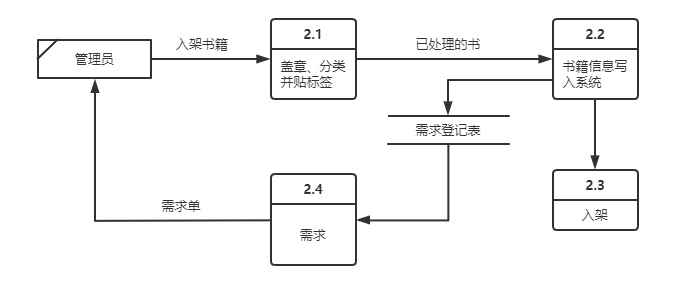 管理员
入架书籍
2.1
盖章、分类
并贴标签
已处理的书
2.2
书籍信息写
入系统
需求登记表
2.3
入架
2.4
需求
需求单